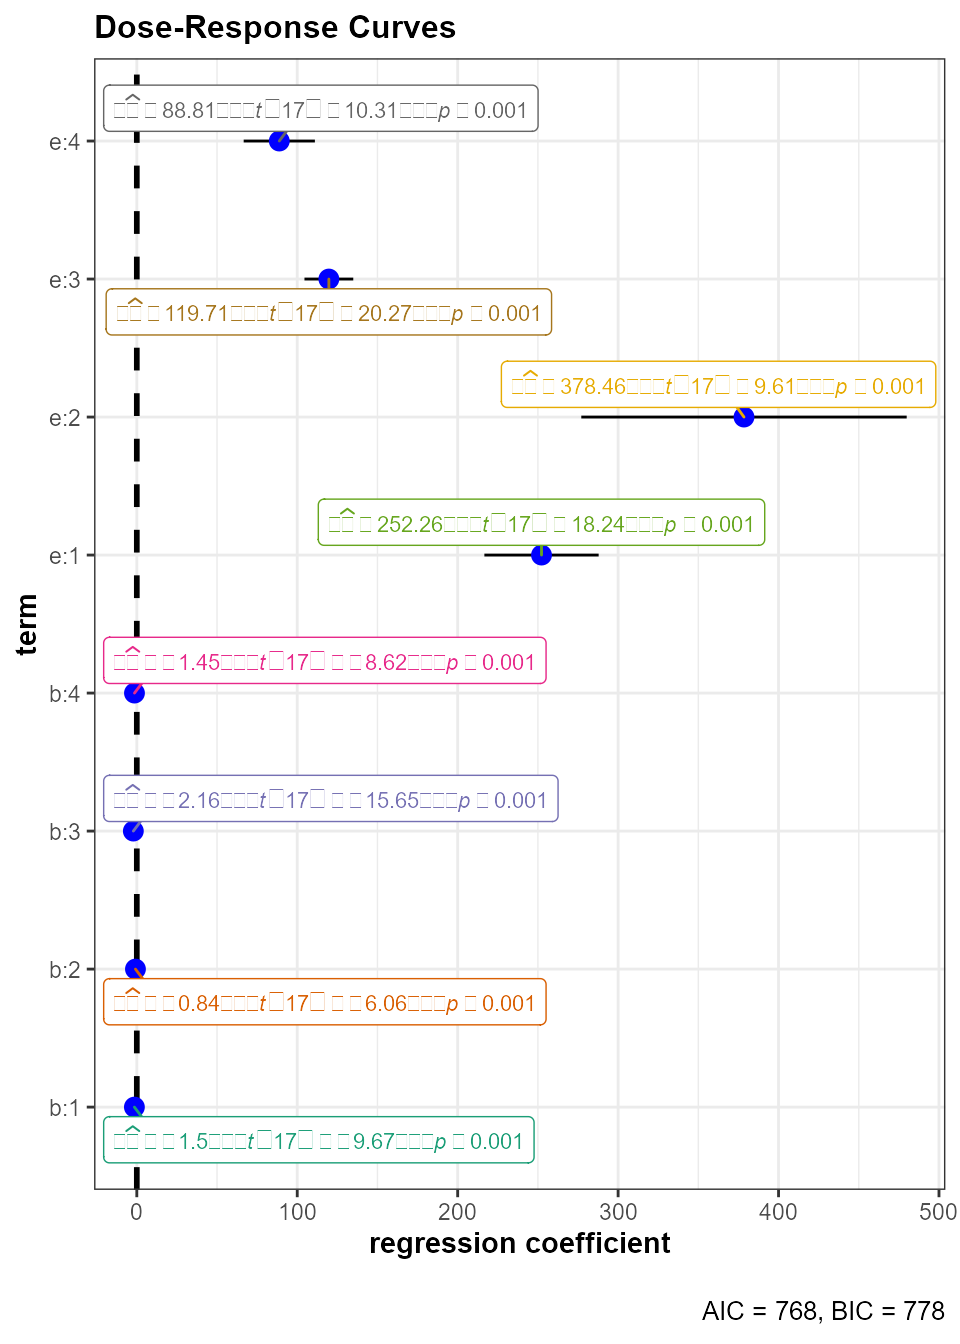 Dose-Response Curves
e:4
□̂ □ 88.81□□□t□17□ □ 10.31□□□p □ 0.001
e:3
□̂ □ 119.71□□□t□17□ □ 20.27□□□p □ 0.001
□̂ □ 378.46□□□t□17□ □ 9.61□□□p □ 0.001
e:2
□̂ □ 252.26□□□t□17□ □ 18.24□□□p □ 0.001
e:1
□̂ □ □1.45□□□t□17□ □ □8.62□□□p □ 0.001
b:4
□̂ □ □2.16□□□t□17□ □ □15.65□□□p □ 0.001
b:3
b:2
□̂ □ □0.84□□□t□17□ □ □6.06□□□p □ 0.001
b:1
□̂ □ □1.5□□□t□17□ □ □9.67□□□p □ 0.001
term
0 100 200 300 400 500
regression coefficient
AIC = 768, BIC = 778